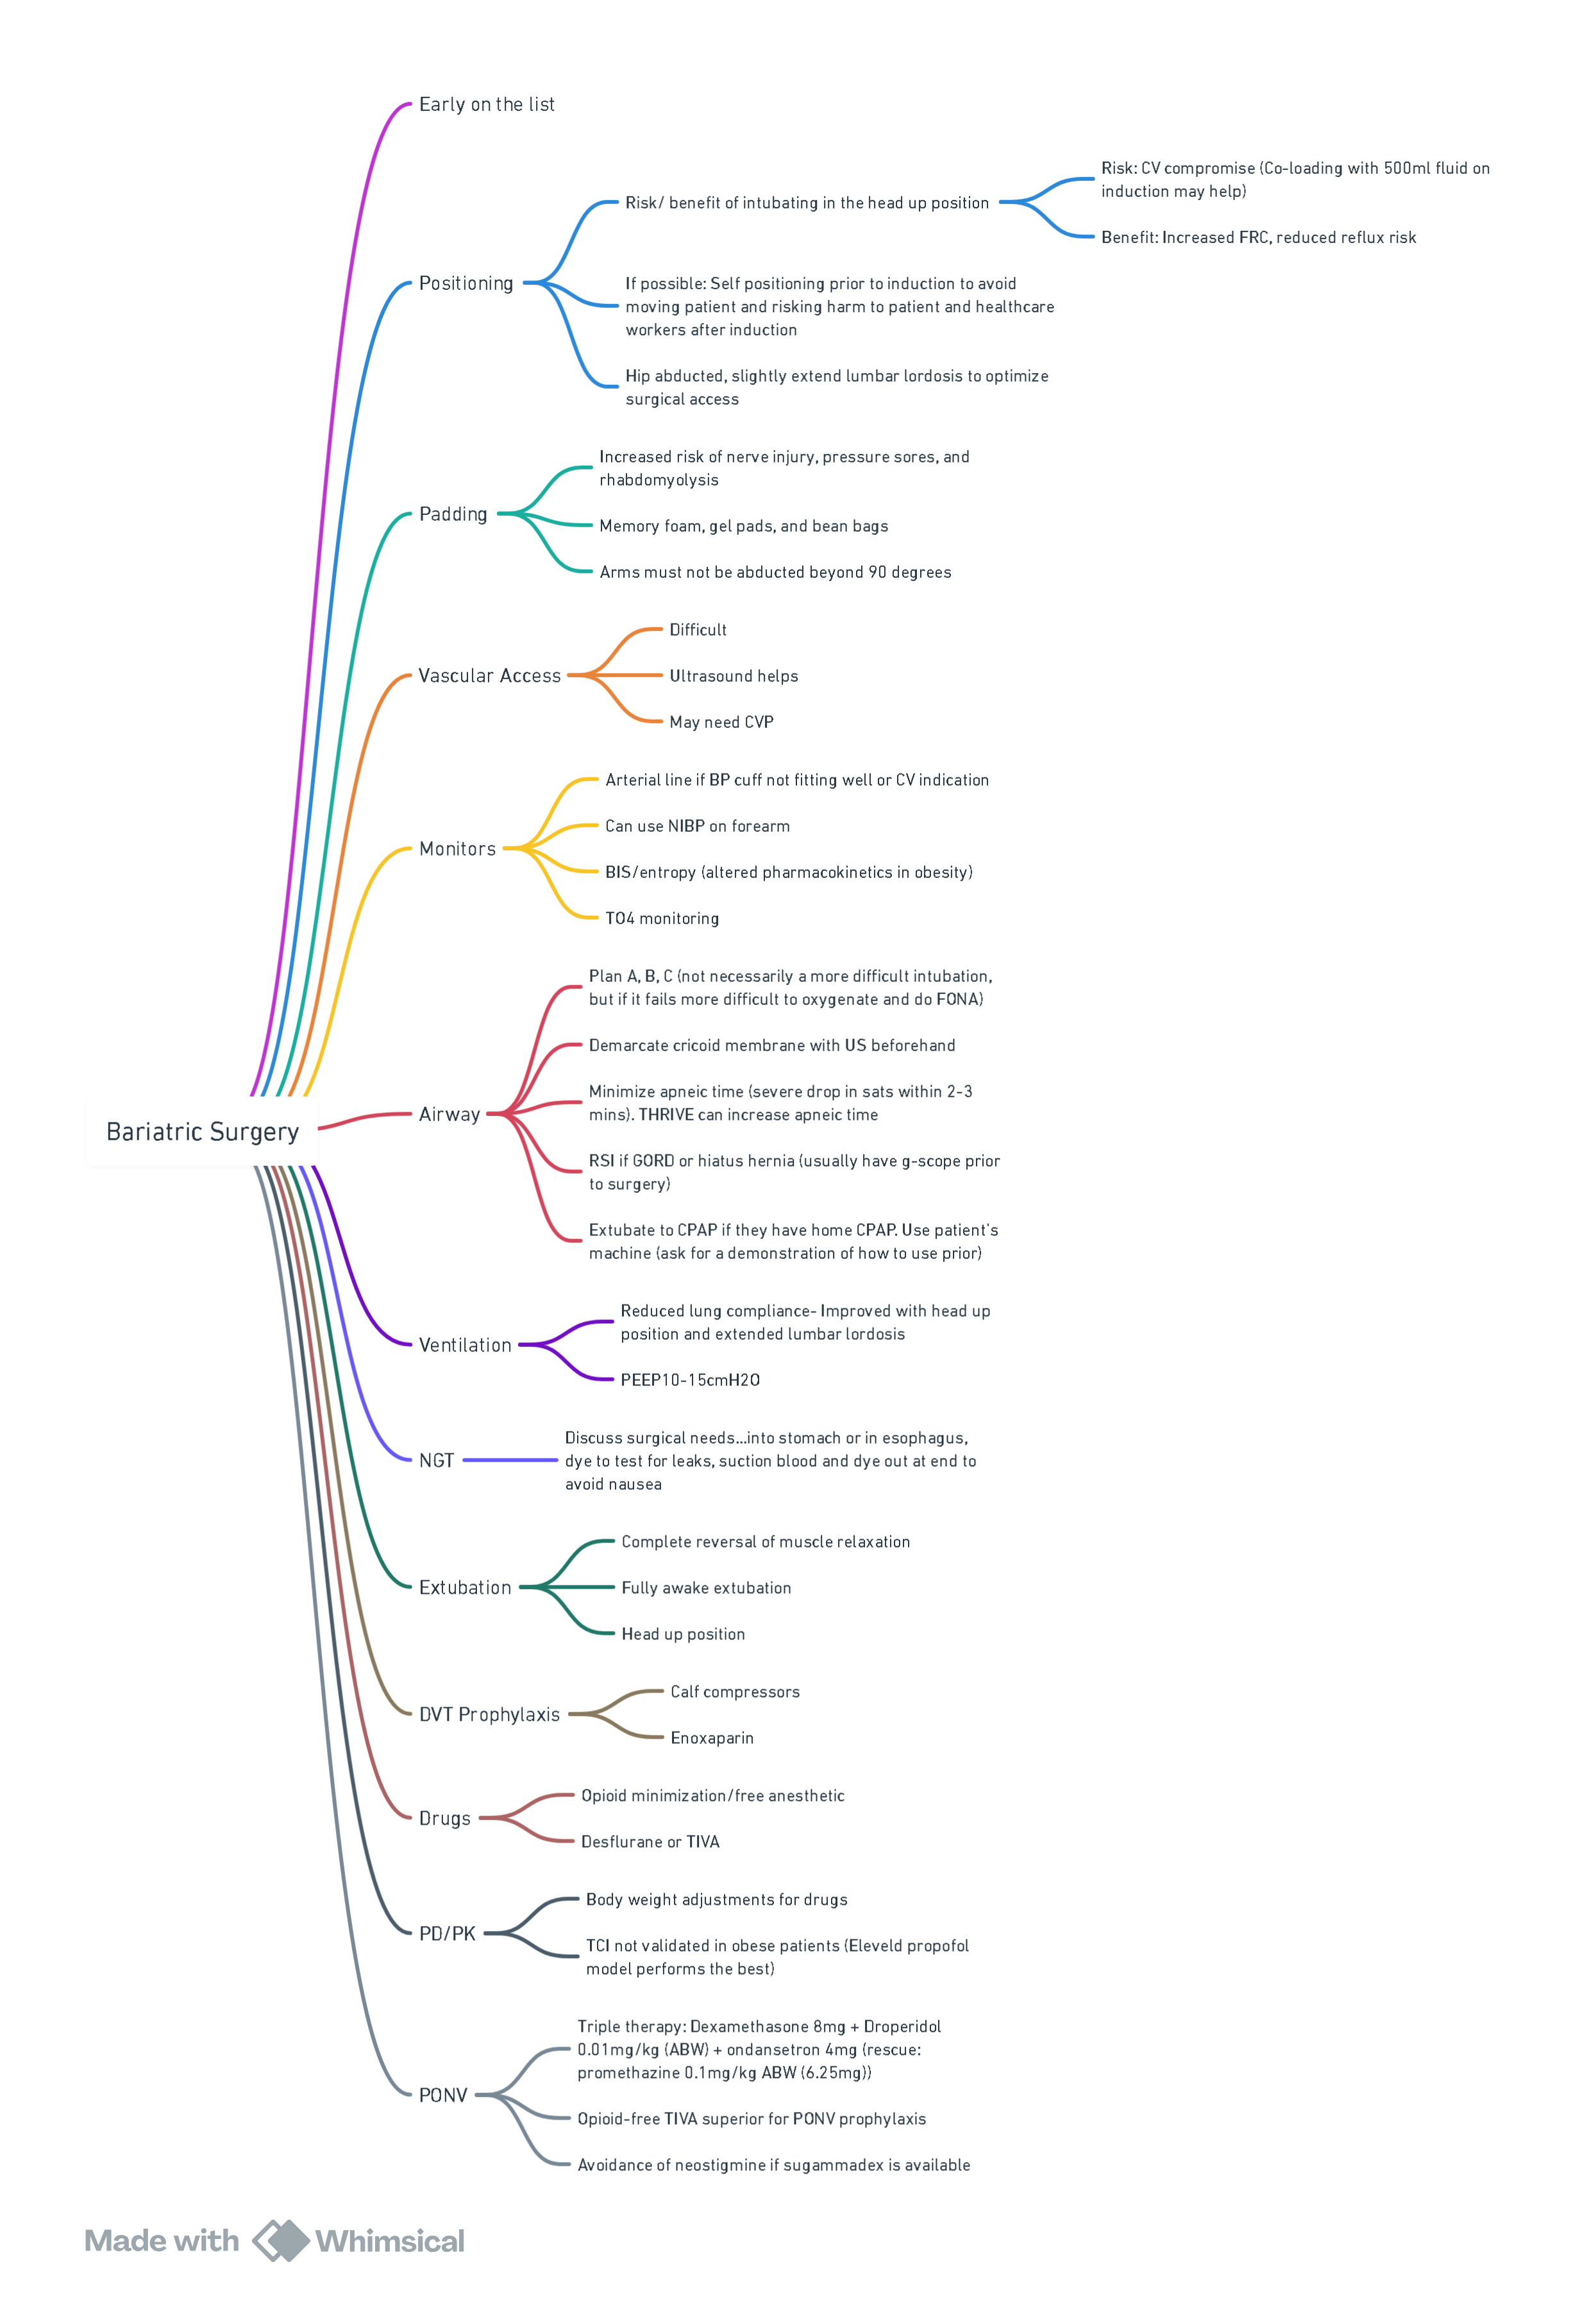 Early on the list
Risk: CV compromise (Co-loading with 500ml fluid on
induction may help)
Risk/ benefit of intubating in the head up position
Benefit: Increased FRC, reduced reflux risk
Positioning
If possible: Self positioning prior to induction to avoid
moving patient and risking harm to patient and healthcare
workers after induction
Hip abducted, slightly extend lumbar lordosis to optimize
surgical access
Increased risk of nerve injury, pressure sores, and
rhabdomyolysis
Padding
Memory foam, gel pads, and bean bags
Arms must not be abducted beyond 90 degrees
Difficult
Vascular Access
Ultrasound helps
May need CVP
Arterial line if BP cuff not fitting well or CV indication
Can use NIBP on forearm
Monitors
BIS/entropy (altered pharmacokinetics in obesity)
TO4 monitoring
Plan A, B, C (not necessarily a more difficult intubation,
but if it fails more difficult to oxygenate and do FONA)
Demarcate cricoid membrane with US beforehand
Minimize apneic time (severe drop in sats within 2-3
mins). THRIVE can increase apneic time
Airway
Bariatric Surgery
RSI if GORD or hiatus hernia (usually have g-scope prior
to surgery)
Extubate to CPAP if they have home CPAP. Use patient's
machine (ask for a demonstration of how to use prior)
Reduced lung compliance- Improved with head up
position and extended lumbar lordosis
Ventilation
PEEP10-15cmH2O
Discuss surgical needs...into stomach or in esophagus,
NGT
dye to test for leaks, suction blood and dye out at end to
avoid nausea
Complete reversal of muscle relaxation
Extubation
Fully awake extubation
Head up position
Calf compressors
DVT Prophylaxis
Enoxaparin
Opioid minimization/free anesthetic
Drugs
Desflurane or TIVA
Body weight adjustments for drugs
PD/PK
TCI not validated in obese patients (Eleveld propofol
model performs the best)
Triple therapy: Dexamethasone 8mg + Droperidol
0.01mg/kg (ABW) + ondansetron 4mg (rescue:
promethazine 0.1mg/kg ABW (6.25mg))
PONV
Opioid-free TIVA superior for PONV prophylaxis
Avoidance of neostigmine if sugammadex is available
Made with Whimsical